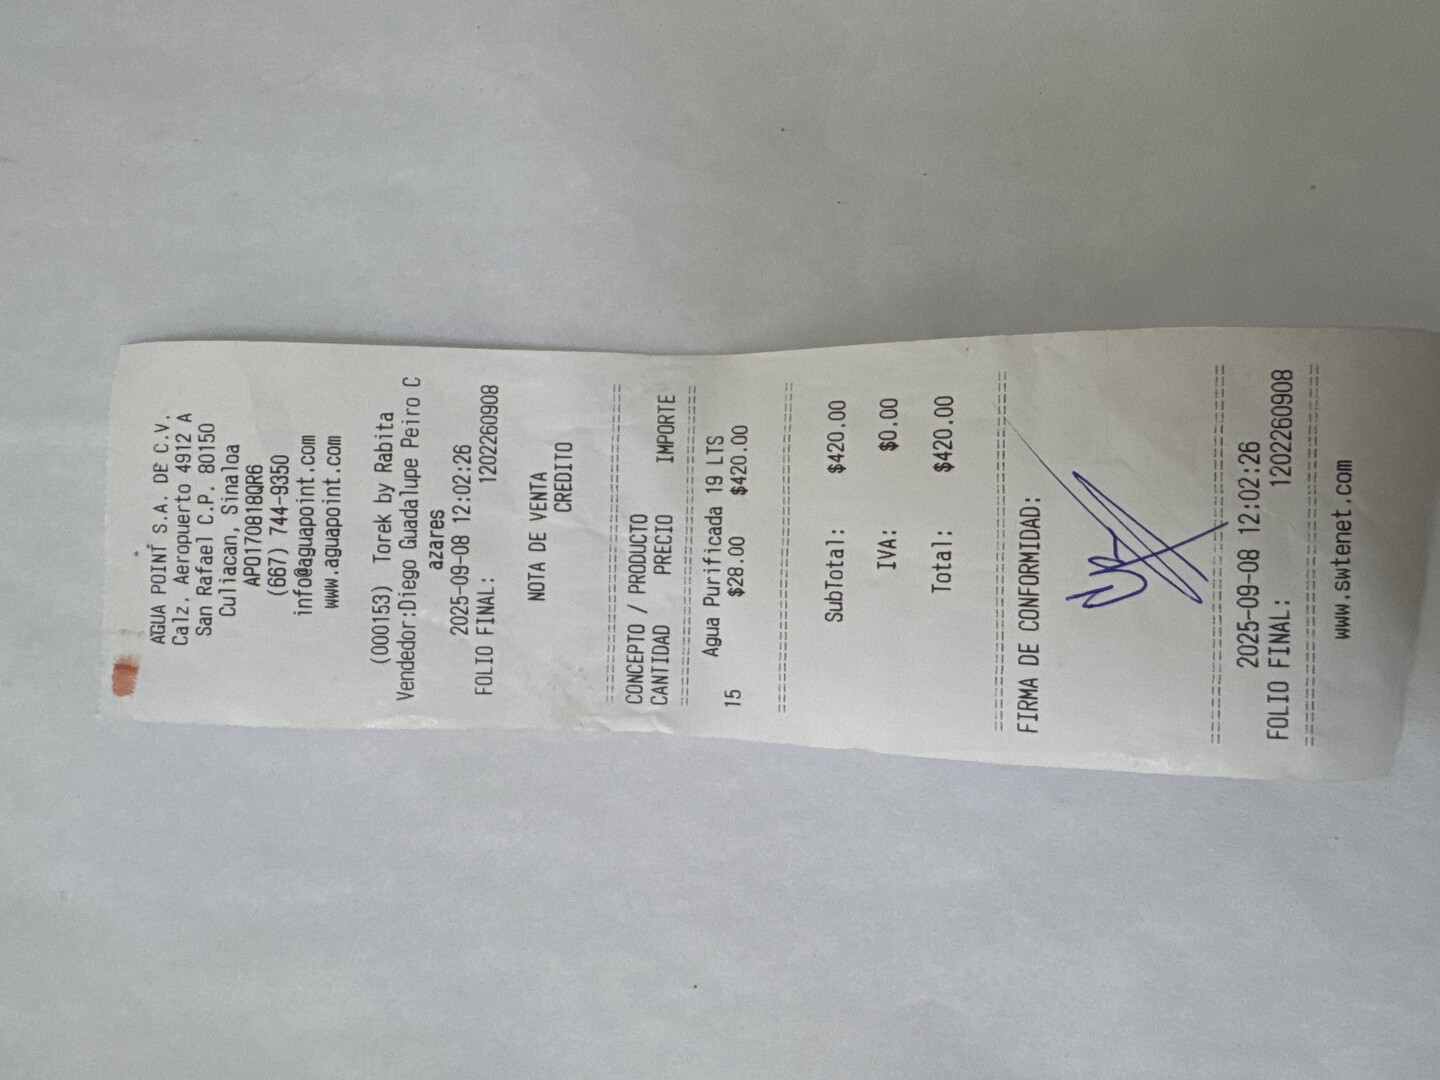 AGUA POINT S.A. DE C.V.
Calz. Aeropuerto 4912 A
San Rafael C.P. 80150
Culiacan, Sinaloa
APO170818QR6
(667) 744-9350
info@aguapoint.com
www.aguapoint.com
(000153) Torek by Rabita
Vendedor:Diego Guadalupe Peiro C
azares
2025-09-08 12:02:26
FOLIO FINAL: 1202260908
NOTA DE VENTA
CREDITO
================================
CONCEPTO / PRODUCTO
CANTIDAD PRECIO IMPORTE
================================
Agua Purificada 19 LTS
15 $28.00 $420.00
================================
SubTotal: $420.00
IVA: $0.00
Total: $420.00
================================
FIRMA DE CONFORMIDAD:
================================
2025-09-08 12:02:26
FOLIO FINAL: 1202260908
================================
www.swtenet.com